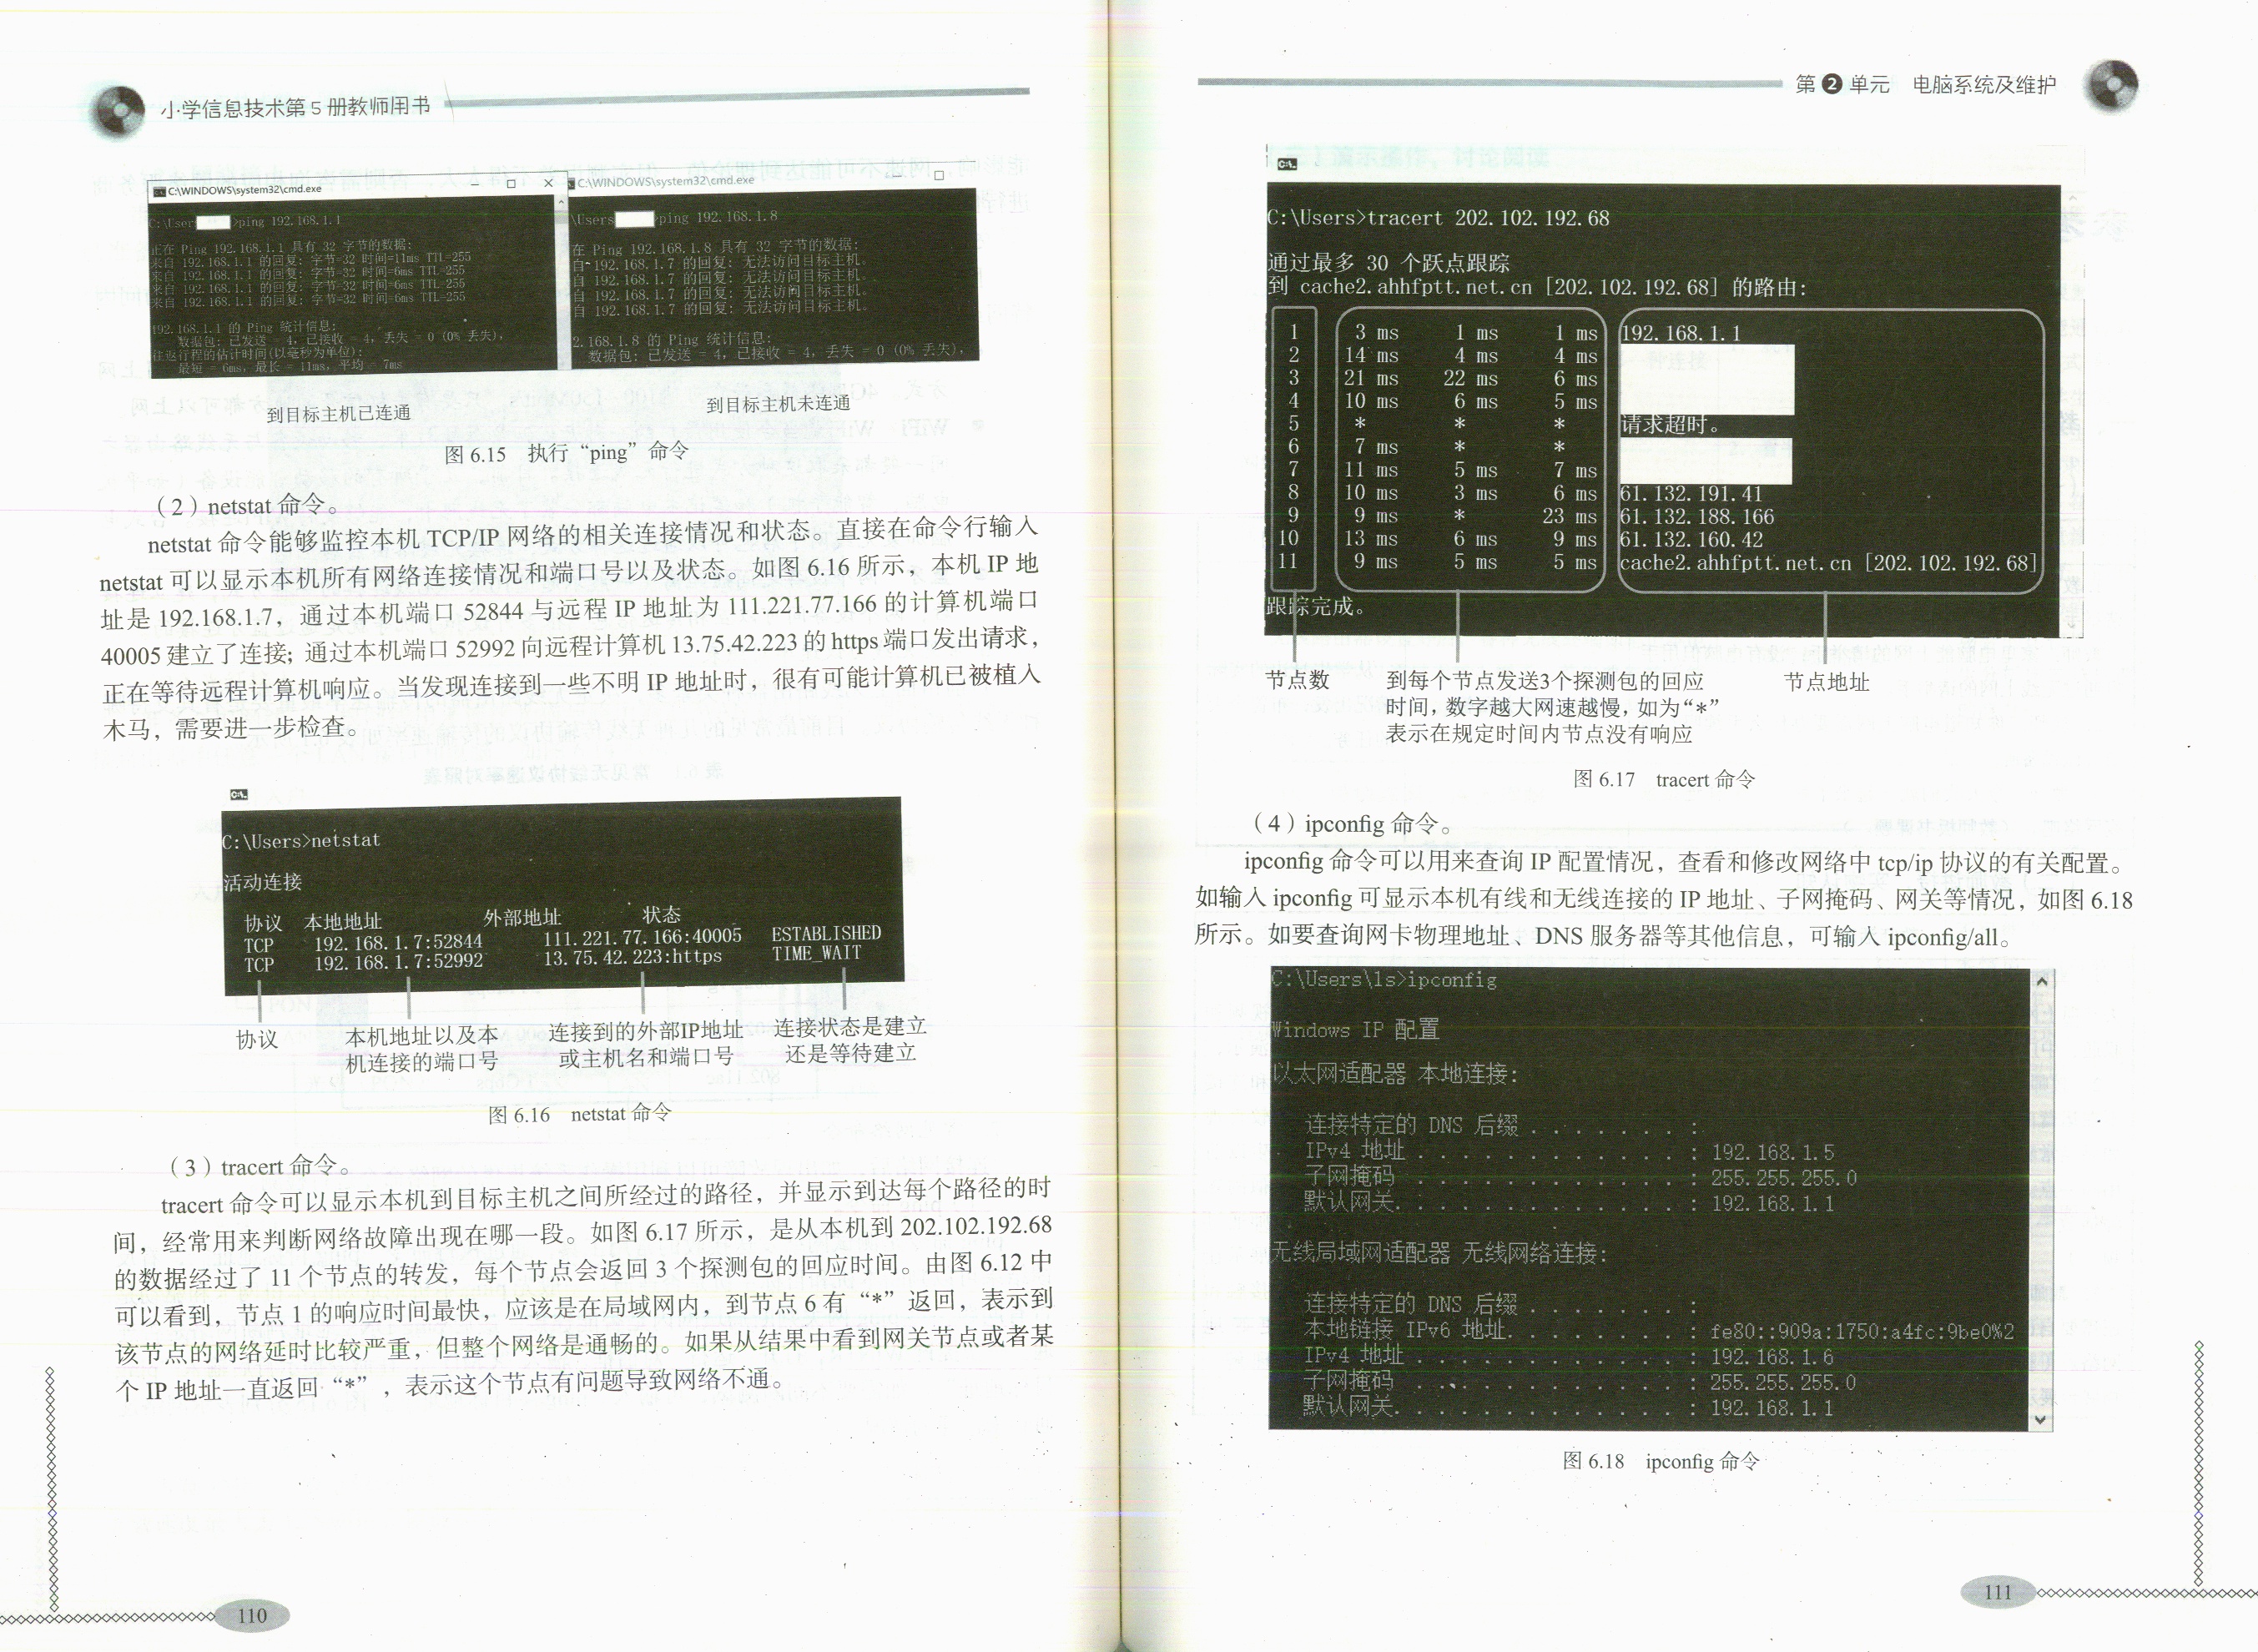 小学信息技术第5册教师用书
C:\WINDOWS\system32\cmd.exe
C:\User >ping 192.168.1.1
正在 Ping 192.168.1.1 具有 32 字节的数据:
来自 192.168.1.1 的回复: 字节=32 时间=11ms TTL=255
来自 192.168.1.1 的回复: 字节=32 时间=6ms TTL=255
来自 192.168.1.1 的回复: 字节=32 时间=6ms TTL=255
来自 192.168.1.1 的回复: 字节=32 时间=6ms TTL=255
192.168.1.1 的 Ping 统计信息:
数据包: 已发送 = 4, 已接收 = 4, 丢失 = 0 (0% 丢失),
往返行程的估计时间(以毫秒为单位):
最短 = 6ms, 最长 = 11ms, 平均 = 7ms
C:\WINDOWS\system32\cmd.exe
\Users >ping 192.168.1.8
在 Ping 192.168.1.8 具有 32 字节的数据:
自 192.168.1.7 的回复: 无法访问目标主机。
自 192.168.1.7 的回复: 无法访问目标主机。
自 192.168.1.7 的回复: 无法访问目标主机。
自 192.168.1.7 的回复: 无法访问目标主机。
2.168.1.8 的 Ping 统计信息:
数据包: 已发送 = 4, 已接收 = 4, 丢失 = 0 (0% 丢失),
到目标主机已连通
到目标主机未连通
图 6.15 执行“ping”命令
（2）netstat 命令。
netstat 命令能够监控本机 TCP/IP 网络的相关连接情况和状态。直接在命令行输入
netstat 可以显示本机所有网络连接情况和端口号以及状态。如图 6.16 所示，本机 IP 地
址是 192.168.1.7，通过本机端口 52844 与远程 IP 地址为 111.221.77.166 的计算机端口
40005 建立了连接；通过本机端口 52992 向远程计算机 13.75.42.223 的 https 端口发出请求，
正在等待远程计算机响应。当发现连接到一些不明 IP 地址时，很有可能计算机已被植入
木马，需要进一步检查。
C:\Users>netstat
活动连接
协议 本地地址 外部地址 状态
TCP 192.168.1.7:52844 111.221.77.166:40005 ESTABLISHED
TCP 192.168.1.7:52992 13.75.42.223:https TIME_WAIT
协议
本机地址以及本
机连接的端口号
连接到的外部IP地址
或主机名和端口号
连接状态是建立
还是等待建立
图 6.16 netstat 命令
（3）tracert 命令。
tracert 命令可以显示本机到目标主机之间所经过的路径，并显示到达每个路径的时
间，经常用来判断网络故障出现在哪一段。如图 6.17 所示，是从本机到 202.102.192.68
的数据经过了 11 个节点的转发，每个节点会返回 3 个探测包的回应时间。由图 6.12 中
可以看到，节点 1 的响应时间最快，应该是在局域网内，到节点 6 有“*”返回，表示到
该节点的网络延时比较严重，但整个网络是通畅的。如果从结果中看到网关节点或者某
个 IP 地址一直返回“*”，表示这个节点有问题导致网络不通。
110
第 2 单元 电脑系统及维护
C:\Users>tracert 202.102.192.68
通过最多 30 个跃点跟踪
到 cache2.ahhfptt.net.cn [202.102.192.68] 的路由:
1 3 ms 1 ms 1 ms 192.168.1.1
2 14 ms 4 ms 4 ms
3 21 ms 22 ms 6 ms
4 10 ms 6 ms 5 ms
5 * * * 请求超时。
6 7 ms * *
7 11 ms 5 ms 7 ms
8 10 ms 3 ms 6 ms 61.132.191.41
9 9 ms * 23 ms 61.132.188.166
10 13 ms 6 ms 9 ms 61.132.160.42
11 9 ms 5 ms 5 ms cache2.ahhfptt.net.cn [202.102.192.68]
跟踪完成。
节点数
到每个节点发送3个探测包的回应
时间，数字越大网速越慢，如为“*”
表示在规定时间内节点没有响应
节点地址
图 6.17 tracert 命令
（4）ipconfig 命令。
ipconfig 命令可以用来查询 IP 配置情况，查看和修改网络中 tcp/ip 协议的有关配置。
如输入 ipconfig 可显示本机有线和无线连接的 IP 地址、子网掩码、网关等情况，如图 6.18
所示。如要查询网卡物理地址、DNS 服务器等其他信息，可输入 ipconfig/all。
C:\Users\ls>ipconfig
Windows IP 配置
以太网适配器 本地连接:
连接特定的 DNS 后缀 . . . . . . . :
IPv4 地址 . . . . . . . . . . . . : 192.168.1.5
子网掩码 . . . . . . . . . . . . : 255.255.255.0
默认网关. . . . . . . . . . . . . : 192.168.1.1
无线局域网适配器 无线网络连接:
连接特定的 DNS 后缀 . . . . . . . :
本地链接 IPv6 地址. . . . . . . . : fe80::909a:1750:a4fc:9be0%2
IPv4 地址 . . . . . . . . . . . . : 192.168.1.6
子网掩码 . . . . . . . . . . . . : 255.255.255.0
默认网关. . . . . . . . . . . . . : 192.168.1.1
图 6.18 ipconfig 命令
111